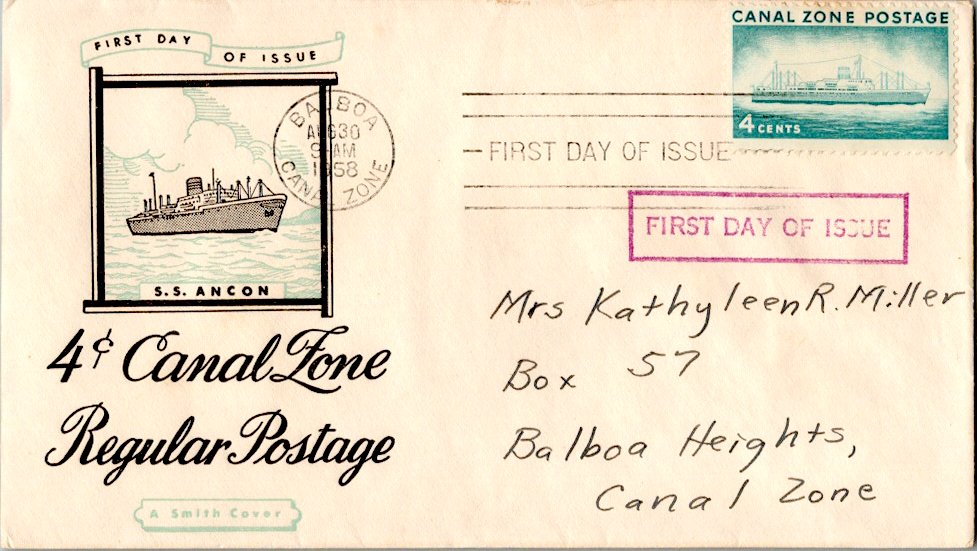 FIRST DAY OF ISSUE
BALBOA
AUG 30
9 AM
1958
CANAL ZONE
S.S. ANCON
4¢ Canal Zone
Regular Postage
A Smith Cover
CANAL ZONE POSTAGE
4 CENTS
FIRST DAY OF ISSUE
FIRST DAY OF ISSUE
Mrs Kathyleen R. Miller
Box 57
Balboa Heights,
Canal Zone